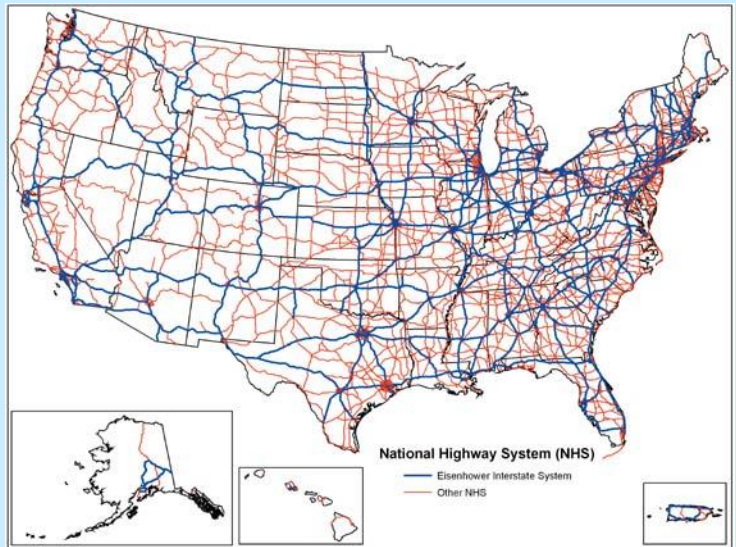 National Highway System (NHS)
Eisenhower Interstate System
Other NHS